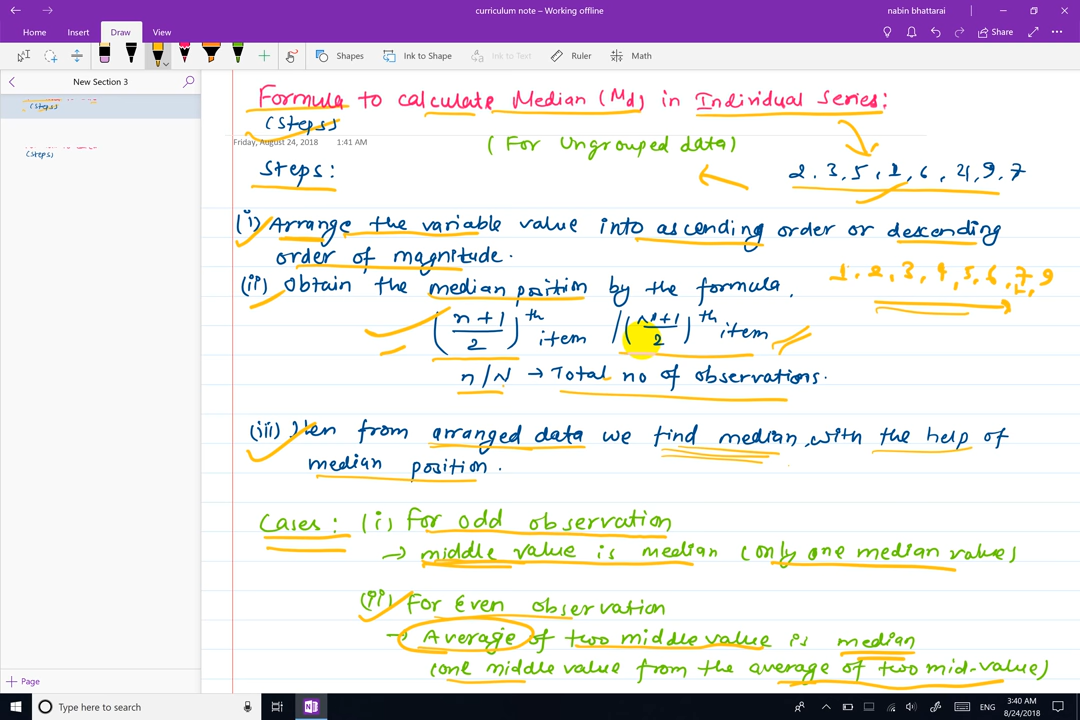 curriculum note – Working offline
nabin bhattarai
Home Insert Draw View
Share
Shapes Ink to Shape Ink to Text Ruler Math
New Section 3
(Steps)
(Steps)
Formula to calculate Median (Md) in Individual Series:
(Steps)
Friday, August 24, 2018 1:41 AM
(For Ungrouped data)
Steps:
2, 3, 5, 1, 6, 4, 9, 7
(i) Arrange the variable value into ascending order or descending
order of magnitude.
1, 2, 3, 4, 5, 6, 7, 9
(ii) Obtain the median position by the formula.
(n+1/2)th item / (N+1/2)th item
n/N → Total no of observations.
(iii) Then from arranged data we find median, with the help of
median position.
Cases: (i) For odd observation
→ middle value is median (only one median value)
(ii) For Even observation
→ Average of two middle value is median
(one middle value from the average of two mid-value)
+ Page
Type here to search
3:40 AM
8/24/2018